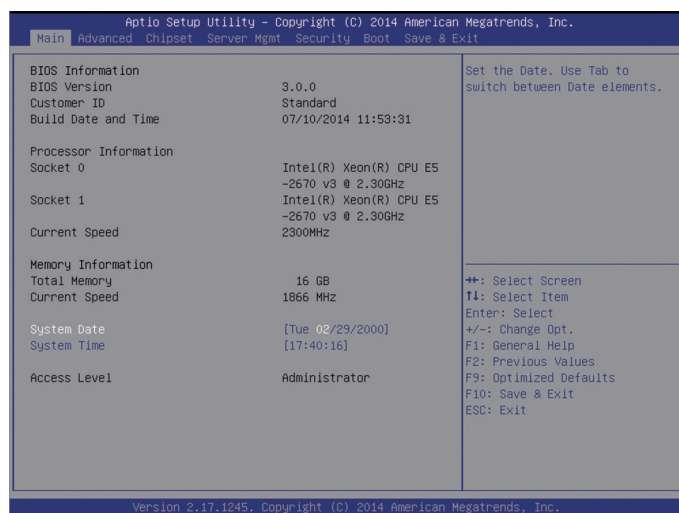 Aptio Setup Utility – Copyright (C) 2014 American Megatrends, Inc.
Main Advanced Chipset Server Mgmt Security Boot Save & Exit
BIOS Information
BIOS Version 3.0.0
Customer ID Standard
Build Date and Time 07/10/2014 11:53:31
Processor Information
Socket 0 Intel(R) Xeon(R) CPU E5
-2670 v3 @ 2.30GHz
Socket 1 Intel(R) Xeon(R) CPU E5
-2670 v3 @ 2.30GHz
Current Speed 2300MHz
Memory Information
Total Memory 16 GB
Current Speed 1866 MHz
System Date [Tue 02/29/2000]
System Time [17:40:16]
Access Level Administrator
Set the Date. Use Tab to
switch between Date elements.
→←: Select Screen
↑↓: Select Item
Enter: Select
+/-: Change Opt.
F1: General Help
F2: Previous Values
F9: Optimized Defaults
F10: Save & Exit
ESC: Exit
Version 2.17.1245. Copyright (C) 2014 American Megatrends, Inc.